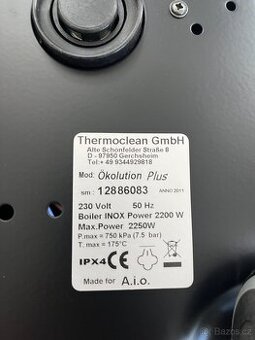 Thermoclean GmbH
Alte Schönfelder Straße 8
D - 97950 Gerchsheim
Tel:+ 49 9344929818
Mod: Ökolution Plus
sm : 12886083 ANNO 2011
230 Volt 50 Hz
Boiler INOX Power 2200 W
Max.Power 2250W
P.max = 750 kPa (7.5 bar)
T. max = 175°C
IPX4 CE
Made for A.i.o.
Bazoš.cz